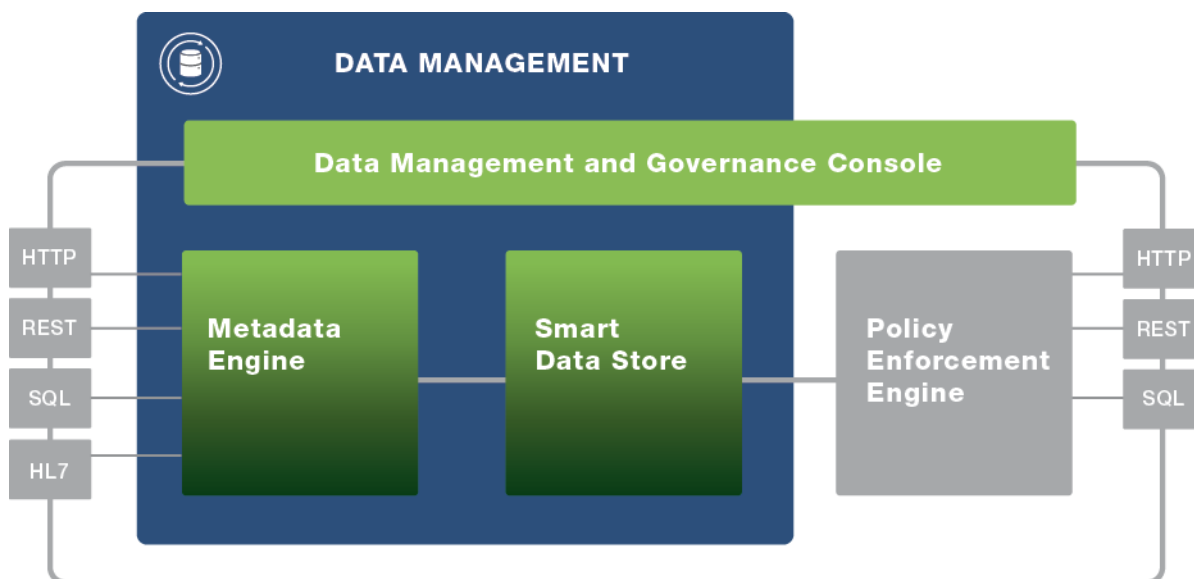 DATA MANAGEMENT
Data Management and Governance Console
HTTP
REST
SQL
HL7
Metadata
Engine
Smart
Data Store
Policy
Enforcement
Engine
HTTP
REST
SQL